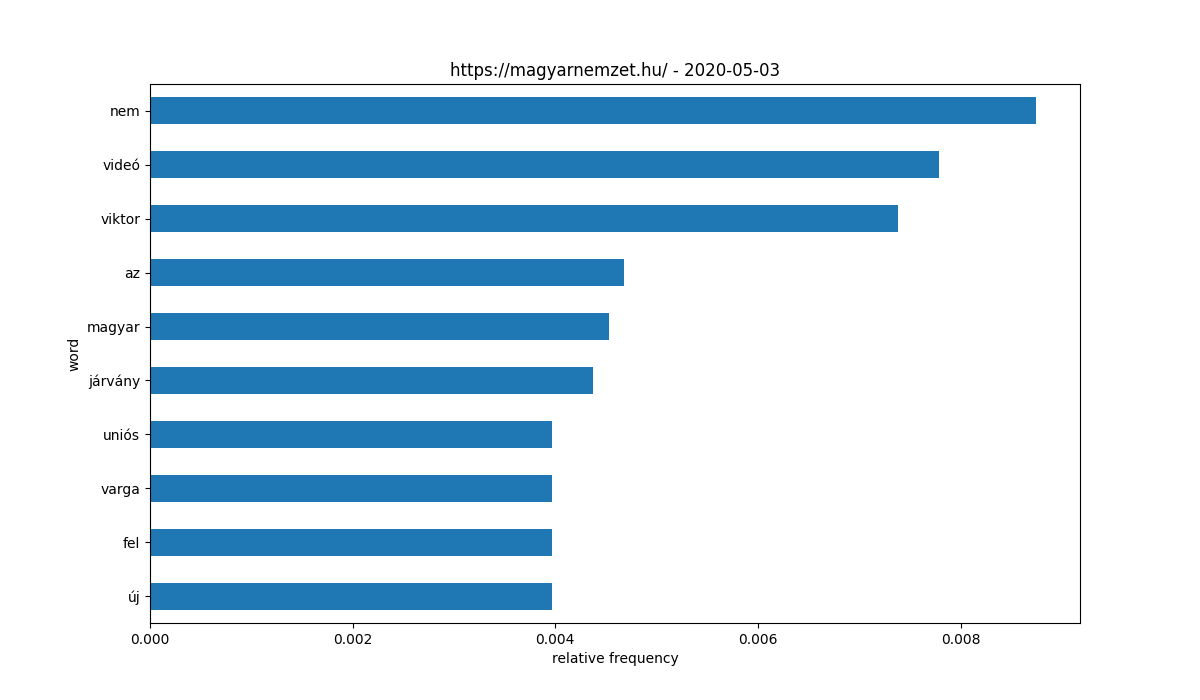 https://magyarnemzet.hu/ - 2020-05-03
nem
videó
viktor
az
magyar
járvány
uniós
varga
fel
új
word
0.000 0.002 0.004 0.006 0.008
relative frequency